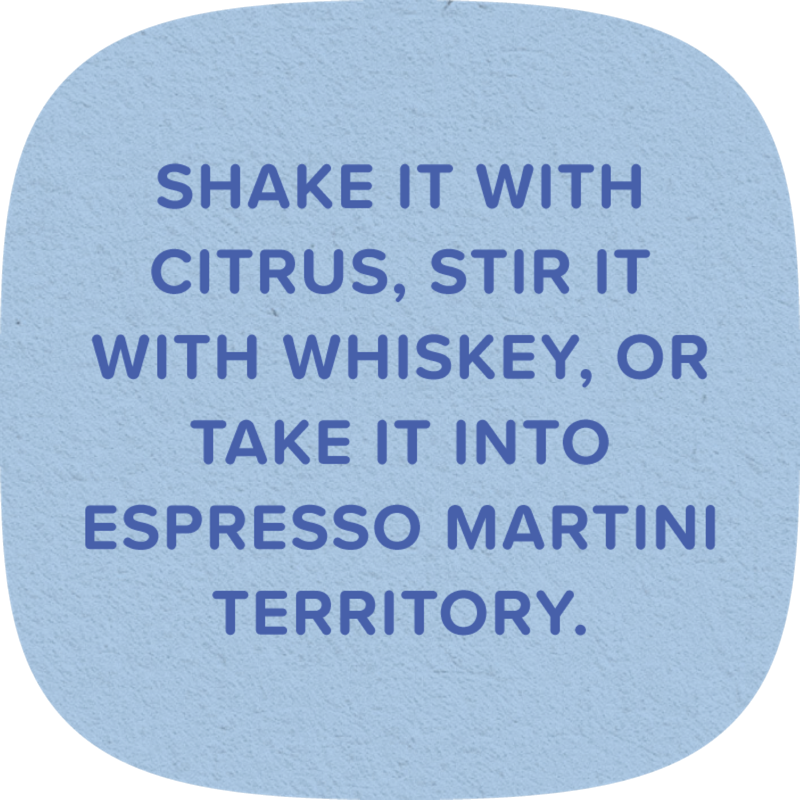 SHAKE IT WITH
CITRUS, STIR IT
WITH WHISKEY, OR
TAKE IT INTO
ESPRESSO MARTINI
TERRITORY.